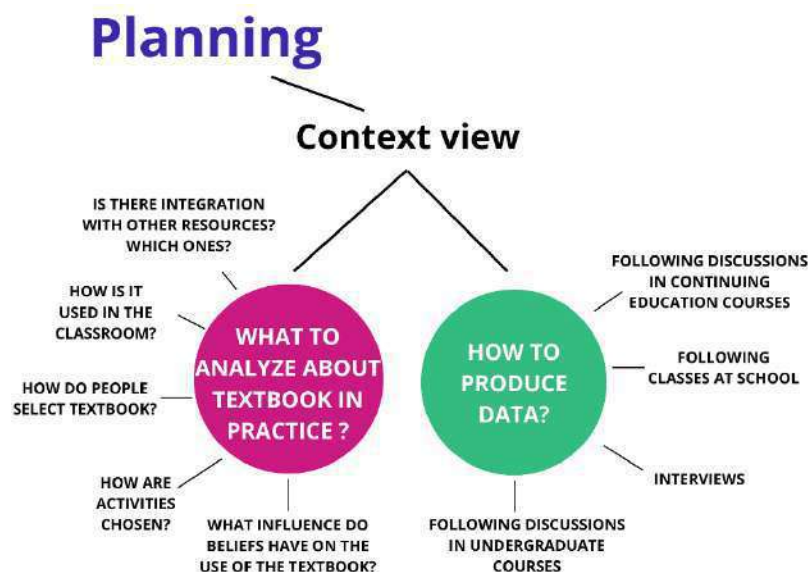 Planning
Context view
IS THERE INTEGRATION
WITH OTHER RESOURCES?
WHICH ONES?
HOW IS IT
USED IN THE
CLASSROOM?
HOW DO PEOPLE
SELECT TEXTBOOK?
HOW ARE
ACTIVITIES
CHOSEN?
WHAT INFLUENCE DO
BELIEFS HAVE ON THE
USE OF THE TEXTBOOK?
WHAT TO
ANALYZE ABOUT
TEXTBOOK IN
PRACTICE ?
HOW TO
PRODUCE
DATA?
FOLLOWING DISCUSSIONS
IN CONTINUING
EDUCATION COURSES
FOLLOWING
CLASSES AT SCHOOL
INTERVIEWS
FOLLOWING DISCUSSIONS
IN UNDERGRADUATE
COURSES